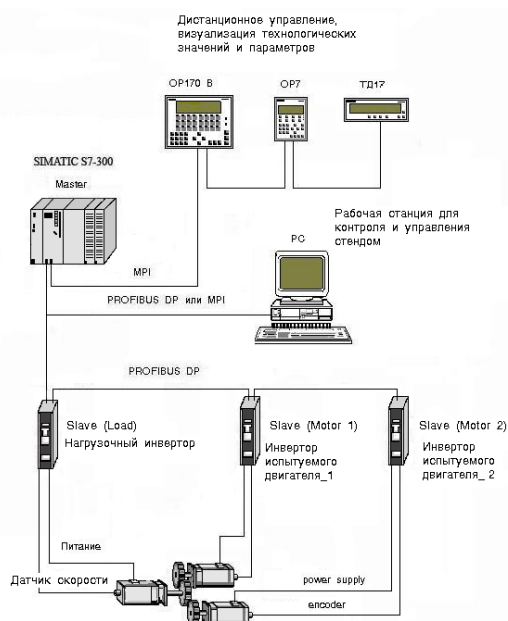 Дистанционное управление,
визуализация технологических
значений и параметров
OP170 B
OP7
ТД17
SIMATIC S7-300
Master
Рабочая станция для
контроля и управления
стендом
PC
MPI
PROFIBUS DP или MPI
PROFIBUS DP
Slave (Load)
Нагрузочный инвертор
Slave (Motor 1)
Инвертор
испытуемого
двигателя_1
Slave (Motor 2)
Инвертор
испытуемого
двигателя_ 2
Питание
Датчик скорости
power supply
encoder